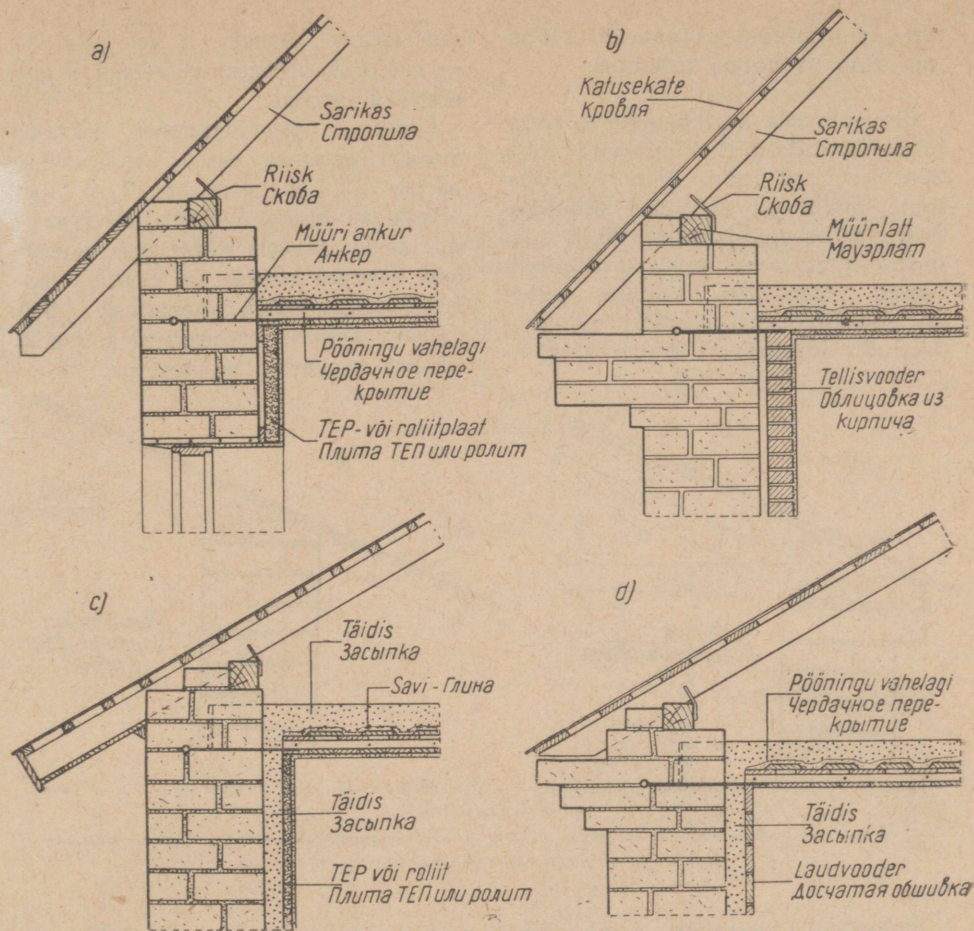 a)
Sarikas
Стропила
Riisk
Скоба
Müüri ankur
Анкер
Pööningu vahelagi
Чердачное пере-
крытие
TEP- või roliitplaat
Плита ТЕП или ролит
b)
Katusekate
Кровля
Sarikas
Стропила
Riisk
Скоба
Müürlatt
Мауэрлат
Tellisvooder
Облицовка из
кирпича
c)
Täidis
Засыпка
Savi - Глина
Täidis
Засыпка
TEP või roliit
Плита ТЕП или ролит
d)
Pööningu vahelagi
Чердачное пере-
крытие
Täidis
Засыпка
Laudvooder
Досчатая обшивка